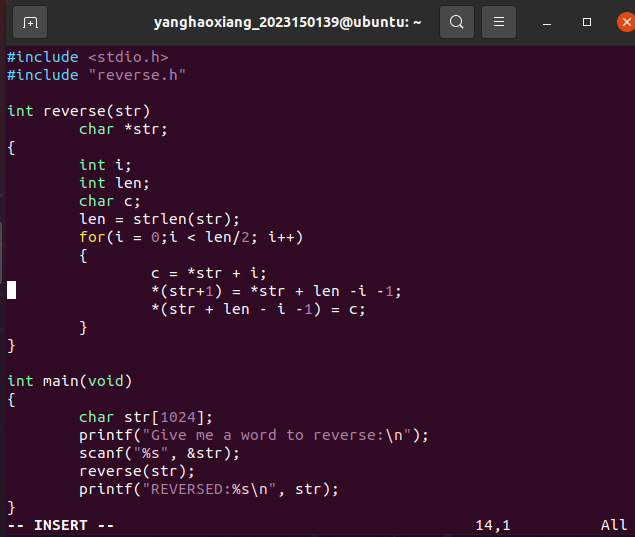 yanghaoxiang_2023150139@ubuntu: ~
#include <stdio.h>
#include "reverse.h"

int reverse(str)
        char *str;
{
        int i;
        int len;
        char c;
        len = strlen(str);
        for(i = 0;i < len/2; i++)
        {
                c = *str + i;
                *(str+1) = *str + len -i -1;
                *(str + len - i -1) = c;
        }
}

int main(void)
{
        char str[1024];
        printf("Give me a word to reverse:\n");
        scanf("%s", &str);
        reverse(str);
        printf("REVERSED:%s\n", str);
}
-- INSERT -- 14,1 All